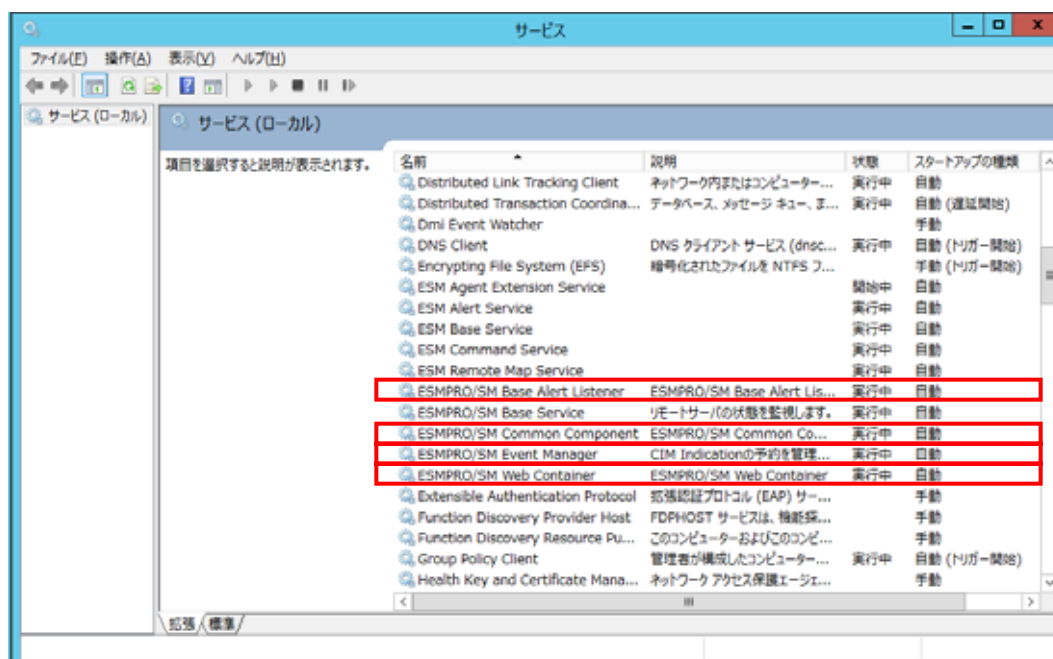 サービス
ファイル(F) 操作(A) 表示(V) ヘルプ(H)
サービス (ローカル)
サービス (ローカル)
項目を選択すると説明が表示されます。
名前 説明 状態 スタートアップの種類
Distributed Link Tracking Client ネットワーク内またはコンピューター... 実行中 自動
Distributed Transaction Coordina... データベース、メッセージ キュー、ま... 実行中 自動 (遅延開始)
Dmi Event Watcher 手動
DNS Client DNS クライアント サービス (dnsc... 実行中 自動 (トリガー開始)
Encrypting File System (EFS) 暗号化されたファイルを NTFS フ... 手動 (トリガー開始)
ESM Agent Extension Service 開始中 自動
ESM Alert Service 実行中 自動
ESM Base Service 実行中 自動
ESM Command Service 実行中 自動
ESM Remote Map Service 実行中 自動
ESMPRO/SM Base Alert Listener ESMPRO/SM Base Alert Lis... 実行中 自動
ESMPRO/SM Base Service リモートサーバの状態を監視します。 実行中 自動
ESMPRO/SM Common Component ESMPRO/SM Common Co... 実行中 自動
ESMPRO/SM Event Manager CIM Indicationの予約を管理... 実行中 自動
ESMPRO/SM Web Container ESMPRO/SM Web Container 実行中 自動
Extensible Authentication Protocol 拡張認証プロトコル (EAP) サー... 手動
Function Discovery Provider Host FDPHOST サービスは、機能探... 手動
Function Discovery Resource Pu... このコンピューターおよびこのコンピ... 手動
Group Policy Client 管理者が構成したコンピューター... 実行中 自動 (トリガー開始)
Health Key and Certificate Mana... ネットワーク アクセス保護エージェ... 手動
拡張 標準